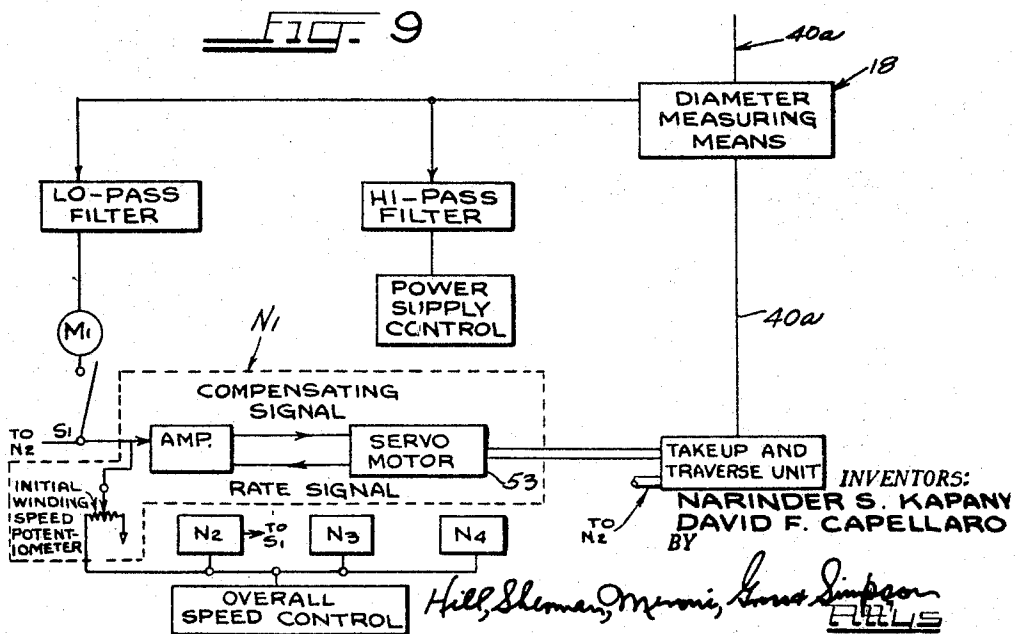 FIG. 9
40a
18
DIAMETER
MEASURING
MEANS
LO-PASS
FILTER
HI-PASS
FILTER
POWER
SUPPLY
CONTROL
40a
M1
N1
COMPENSATING
SIGNAL
TO
N2
S1
AMP.
SERVO
MOTOR
53
RATE SIGNAL
TAKEUP AND
TRAVERSE UNIT
TO
N2
INITIAL
WINDING
SPEED
POTENT-
IOMETER
N2
TO
S1
N3
N4
OVERALL
SPEED CONTROL
INVENTORS:
NARINDER S. KAPANY
DAVID F. CAPELLARO
BY
Hill, Sherman, Meroni, Gross & Simpson
ATTYS